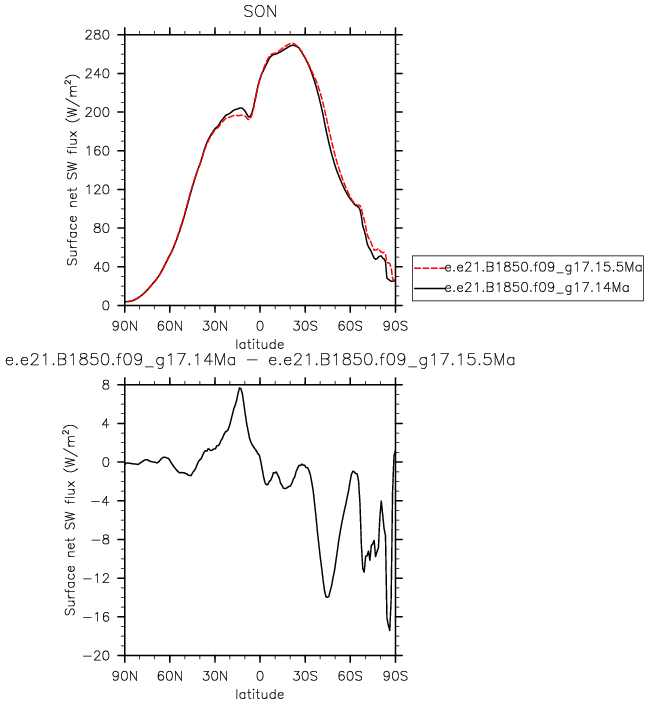 SON
Surface net SW flux (W/m²)
280
240
200
160
120
80
40
0
90N 60N 30N 0 30S 60S 90S
latitude
e.e21.B1850.f09_g17.15.5Ma
e.e21.B1850.f09_g17.14Ma
e.e21.B1850.f09_g17.14Ma − e.e21.B1850.f09_g17.15.5Ma
Surface net SW flux (W/m²)
8
4
0
−4
−8
−12
−16
−20
90N 60N 30N 0 30S 60S 90S
latitude